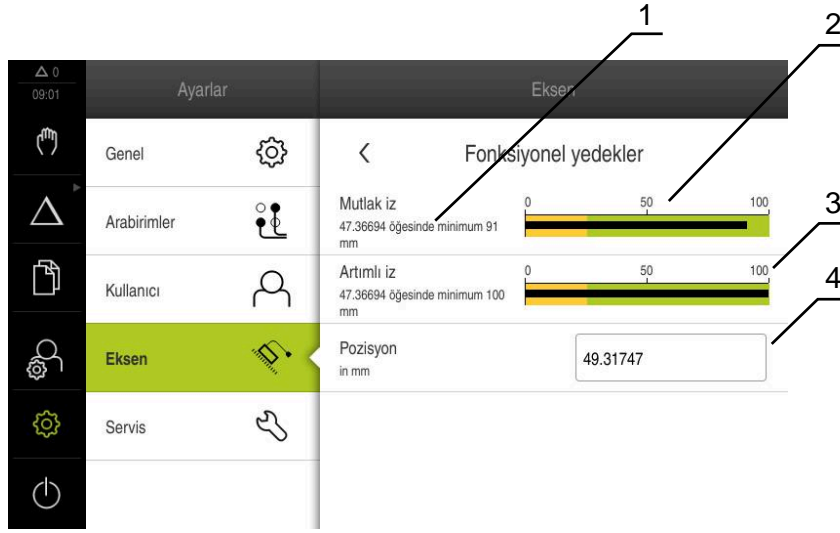 1
2
0
09:01
Ayarlar
Eksen
Genel
Arabirimler
Kullanıcı
Eksen
Servis
Fonksiyonel yedekler
Mutlak iz
47.36694 öğesinde minimum 91
mm
0 50 100
3
Artımlı iz
47.36694 öğesinde minimum 100
mm
0 50 100
4
Pozisyon
in mm
49.31747